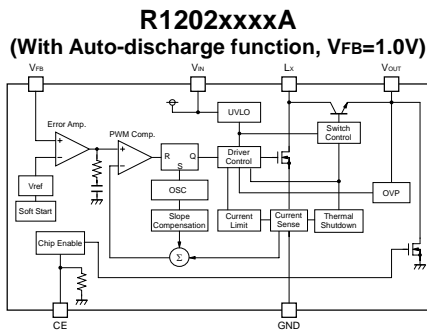 R1202xxxxA
(With Auto-discharge function, VFB=1.0V)
VFB
VIN
LX
VOUT
Error Amp.
UVLO
Switch
Control
PWM Comp.
R
Q
S
Driver
Control
Vref
OSC
OVP
Soft Start
Slope
Compensation
Current
Limit
Current
Sense
Thermal
Shutdown
Chip Enable
Σ
CE
GND